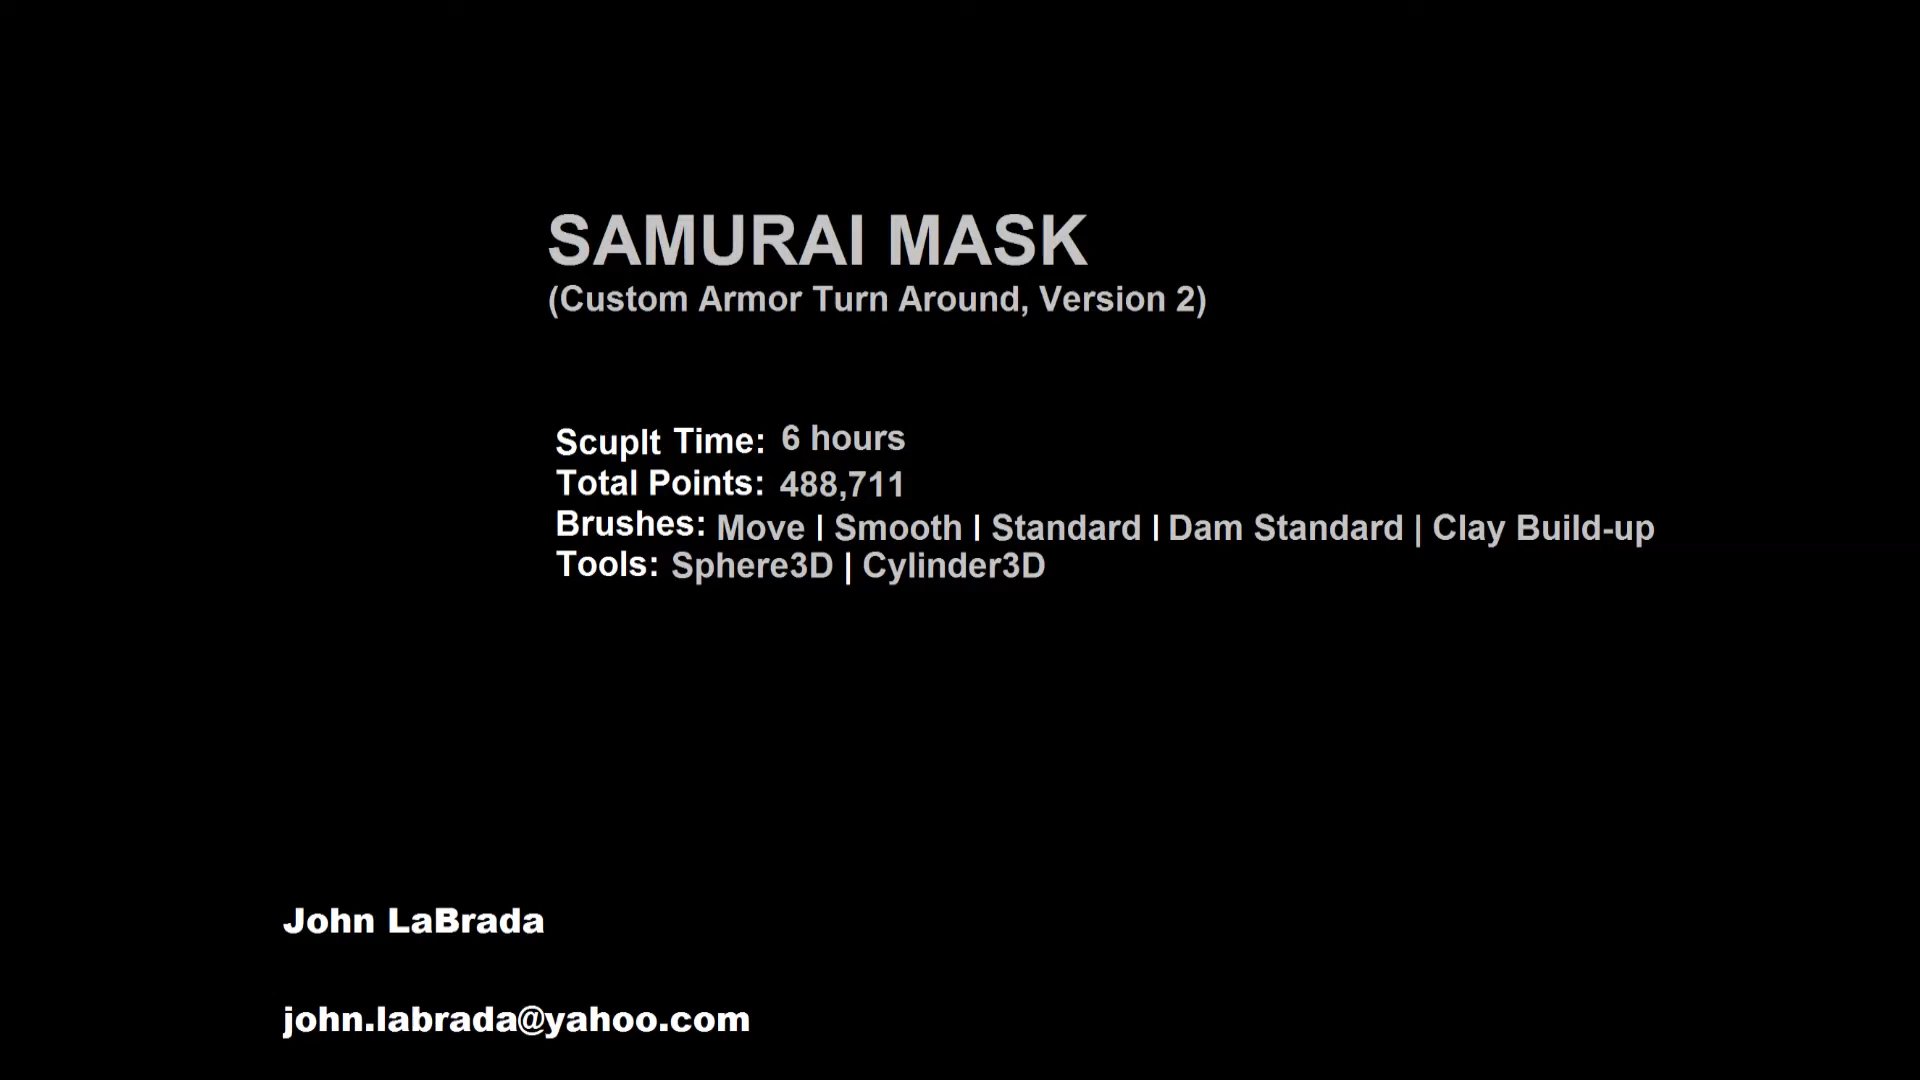 SAMURAI MASK
(Custom Armor Turn Around, Version 2)
Scuplt Time: 6 hours
Total Points: 488,711
Brushes: Move | Smooth | Standard | Dam Standard | Clay Build-up
Tools: Sphere3D | Cylinder3D
John LaBrada
john.labrada@yahoo.com